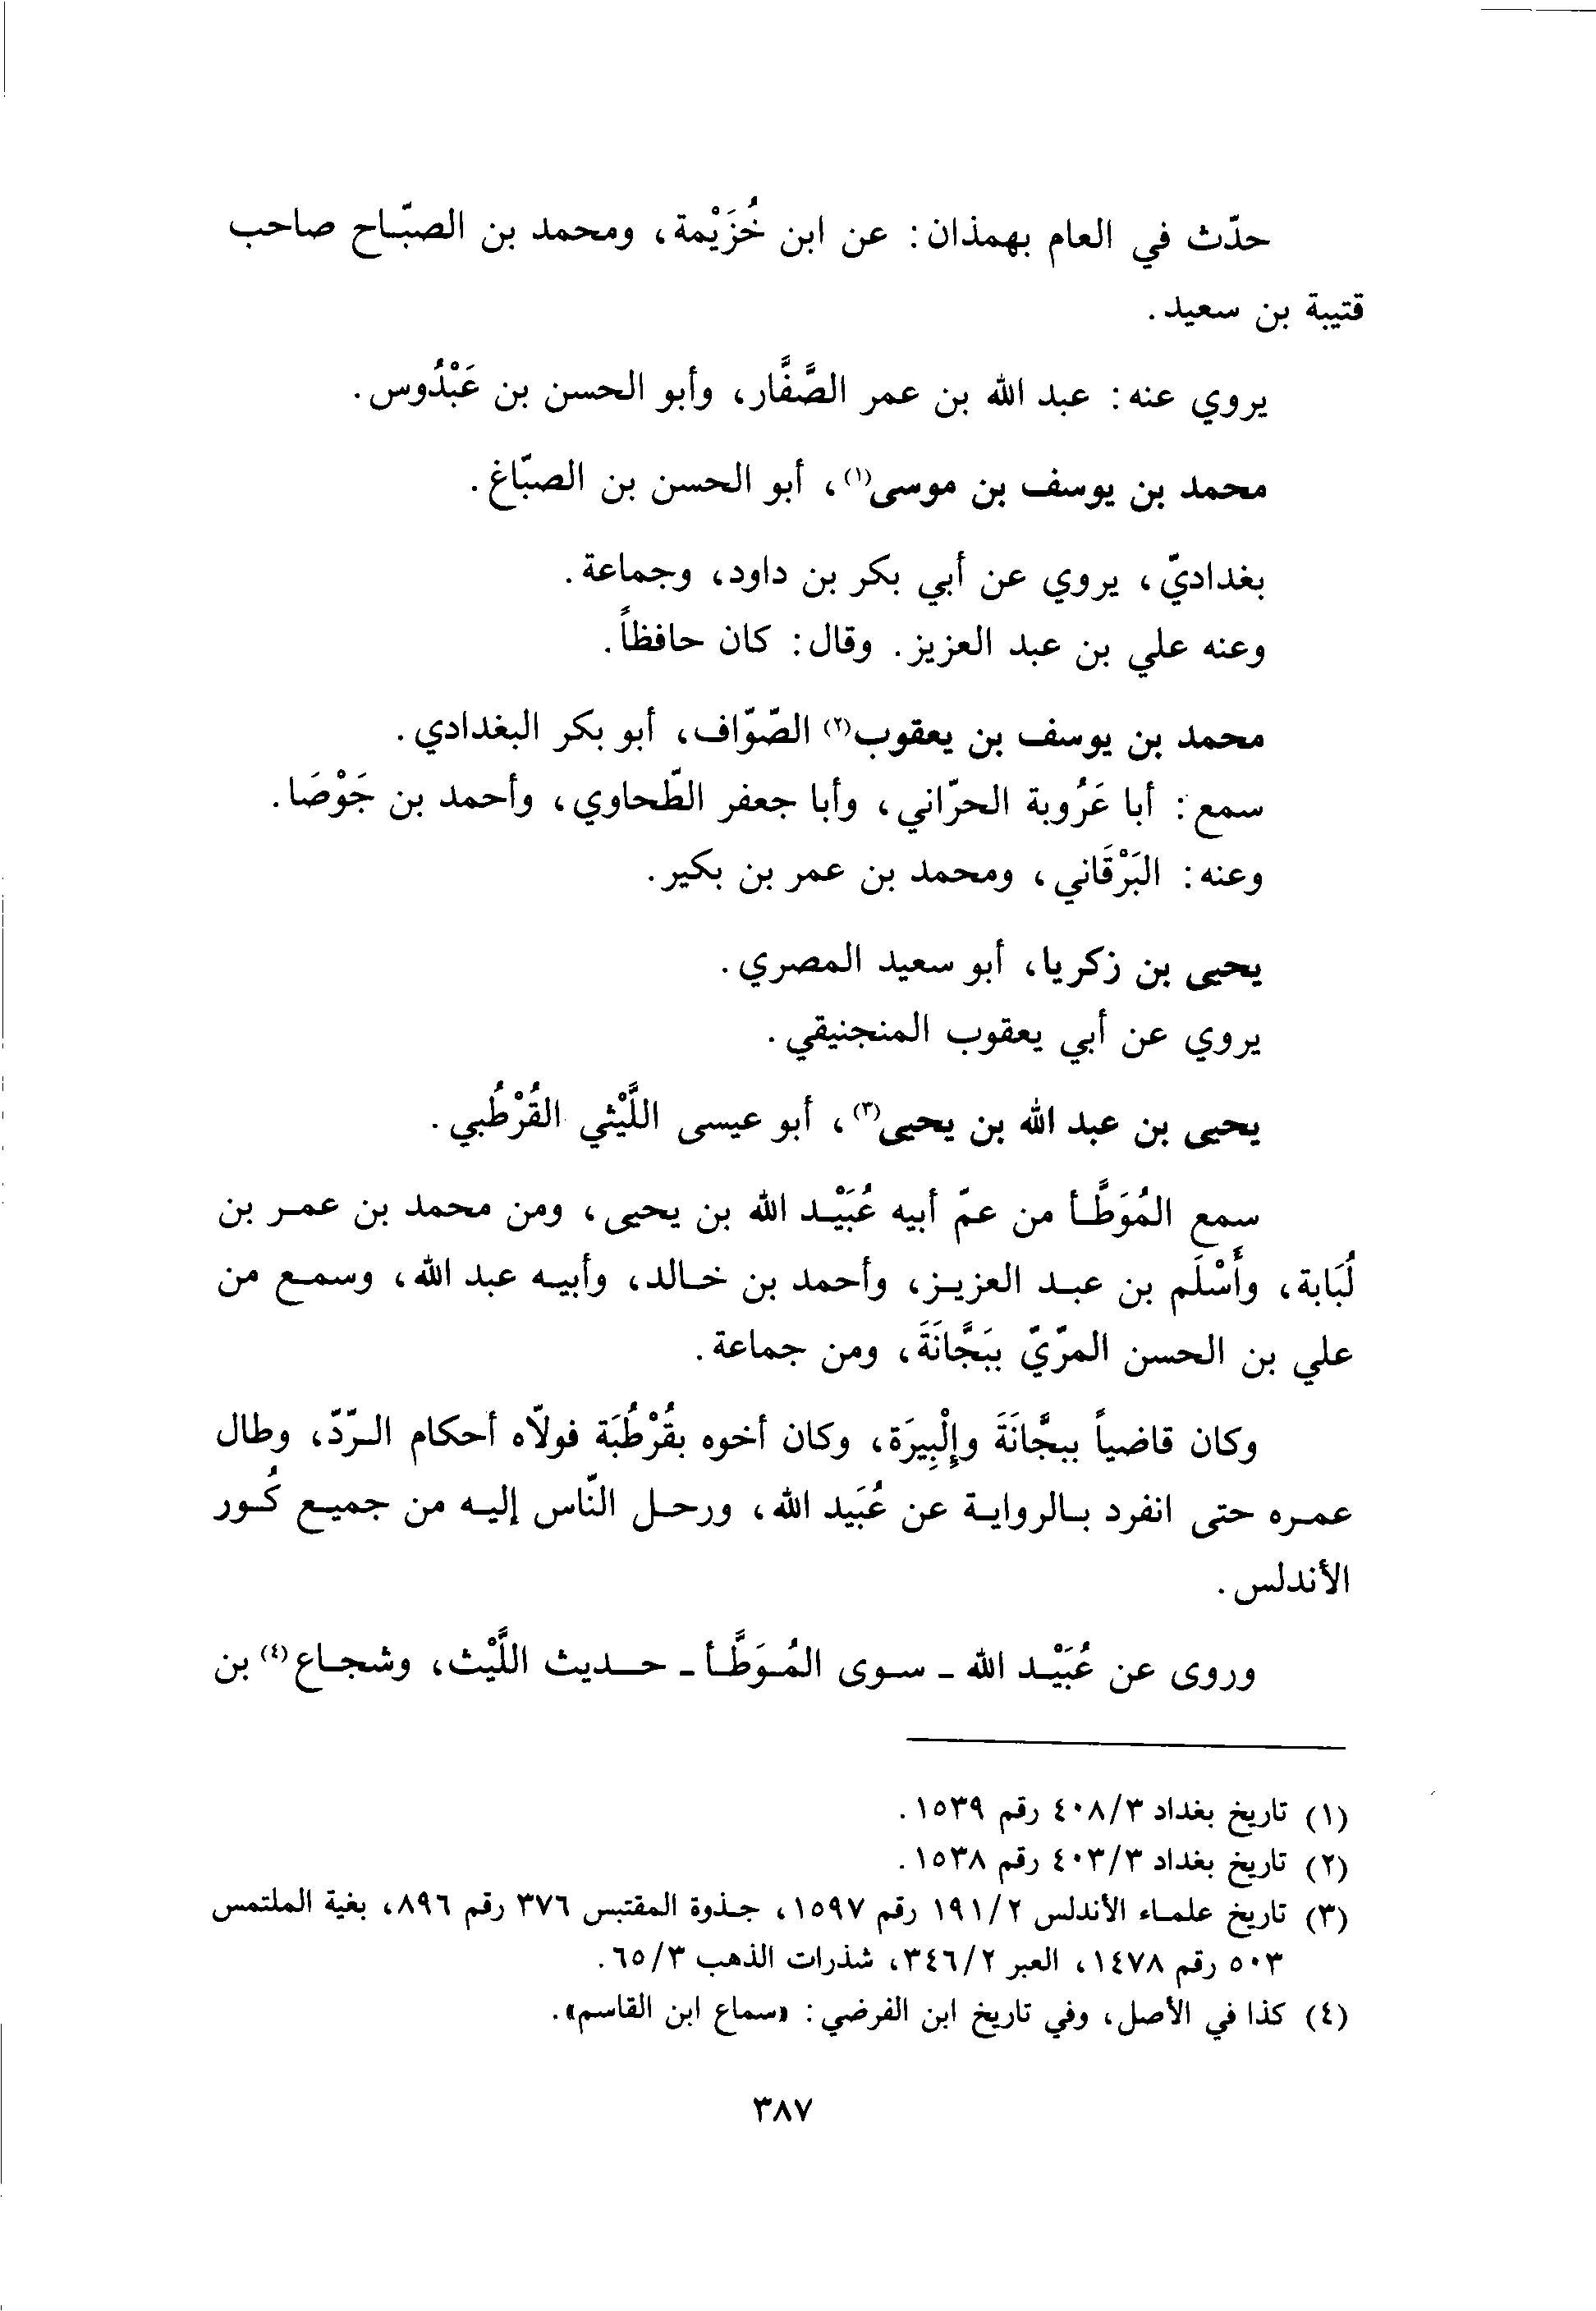 حدّث في العام بهمذان: عن ابن خُزَيْمة، ومحمد بن الصبّاح صاحب
قتيبة بن سعيد.
يروي عنه: عبد الله بن عمر الصَّفَّار، وأبو الحسن بن عَبْدُوس.
محمد بن يوسف بن موسى(١)، أبو الحسن بن الصبّاغ.
بغداديّ، يروي عن أبي بكر بن داود، وجماعة.
وعنه علي بن عبد العزيز. وقال: كان حافظاً.
محمد بن يوسف بن يعقوب(٢) الصّوّاف، أبو بكر البغدادي.
سمع: أبا عَرُوبة الحرّاني، وأبا جعفر الطّحاوي، وأحمد بن جَوْصَا.
وعنه: البَرْقَاني، ومحمد بن عمر بن بكير.
يحيى بن زكريا، أبو سعيد المصري.
يروي عن أبي يعقوب المنجنيقي.
يحيى بن عبد الله بن يحيى(٣)، أبو عيسى اللَّيْثي القُرْطُبي.
سمع المُوَطَّأ من عمّ أبيه عُبَيْد الله بن يحيى، ومن محمد بن عمر بن
لُبَابة، وأَسْلَم بن عبد العزيز، وأحمد بن خالد، وأبيه عبد الله، وسمع من
علي بن الحسن المرّيّ ببَجَّانَةَ، ومن جماعة.
وكان قاضياً ببجَّانَةَ وإِلْبِيرَة، وكان أخوه بقُرْطُبَة فولاّه أحكام الرّدّ، وطال
عمره حتى انفرد بالرواية عن عُبَيد الله، ورحل النّاس إليه من جميع كُور
الأندلس.
وروى عن عُبَيْد الله - سوى المُوَطَّأ - حديث اللَّيْث، وشجاع(٤) بن
(١) تاريخ بغداد ٤٠٨/٣ رقم ١٥٣٩.
(٢) تاريخ بغداد ٤٠٣/٣ رقم ١٥٣٨.
(٣) تاريخ علماء الأندلس ١٩١/٢ رقم ١٥٩٧، جذوة المقتبس ٣٧٦ رقم ٨٩٦، بغية الملتمس
٥٠٣ رقم ١٤٧٨، العبر ٣٤٦/٢، شذرات الذهب ٦٥/٣.
(٤) كذا في الأصل، وفي تاريخ ابن الفرضي: «سماع ابن القاسم».
٣٨٧